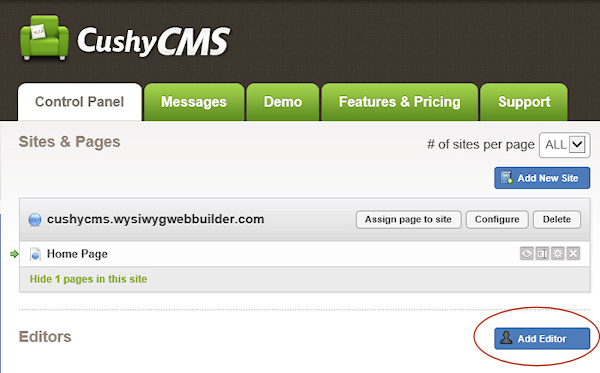 CushyCMS
Control Panel Messages Demo Features & Pricing Support
Sites & Pages
# of sites per page ALL
Add New Site
cushycms.wysiwygwebbuilder.com Assign page to site Configure Delete
Home Page
Hide 1 pages in this site
Editors Add Editor